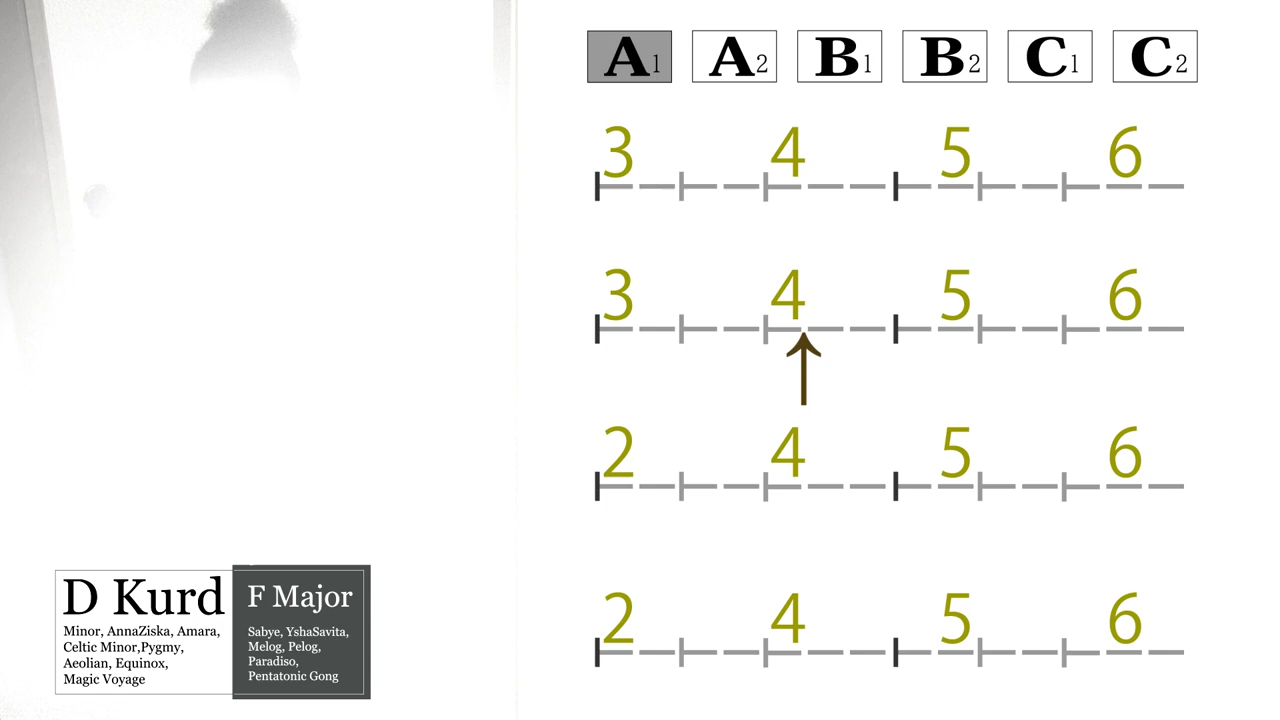 A1 A2 B1 B2 C1 C2
3 4 5 6
3 4 5 6
2 4 5 6
2 4 5 6
D Kurd
Minor, AnnaZiska, Amara,
Celtic Minor,Pygmy,
Aeolian, Equinox,
Magic Voyage
F Major
Sabye, YshaSavita,
Melog, Pelog,
Paradiso,
Pentatonic Gong